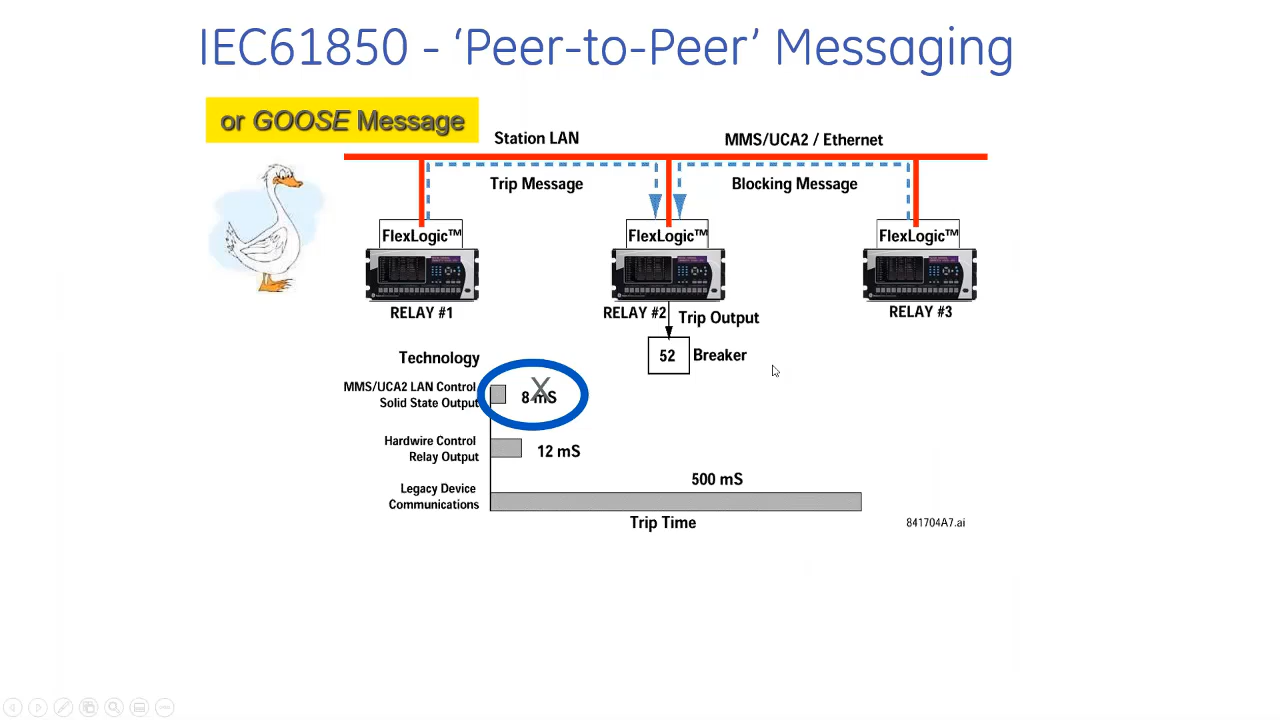 IEC61850 - ‘Peer-to-Peer’ Messaging
or GOOSE Message
Station LAN
MMS/UCA2 / Ethernet
Trip Message
Blocking Message
FlexLogic™
FlexLogic™
FlexLogic™
RELAY #1
RELAY #2
RELAY #3
Trip Output
52
Breaker
Technology
MMS/UCA2 LAN Control
Solid State Output
X
8 mS
Hardwire Control
Relay Output
12 mS
500 mS
Legacy Device
Communications
Trip Time
841704A7.ai